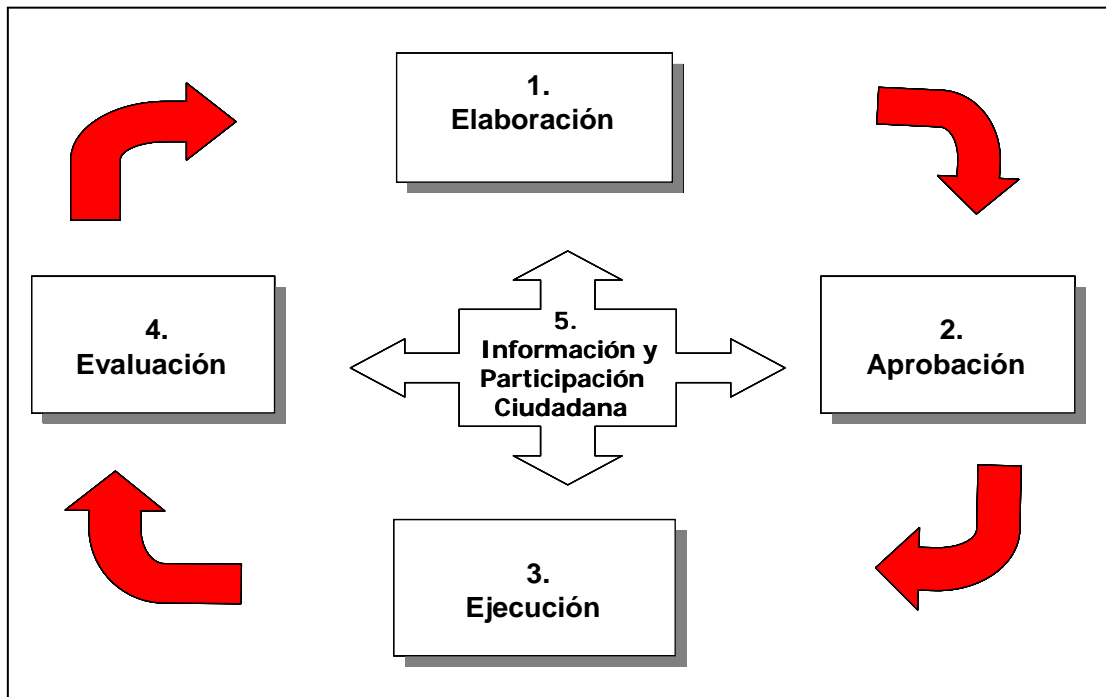 1.
Elaboración
2.
Aprobación
3.
Ejecución
4.
Evaluación
5.
Información y
Participación
Ciudadana